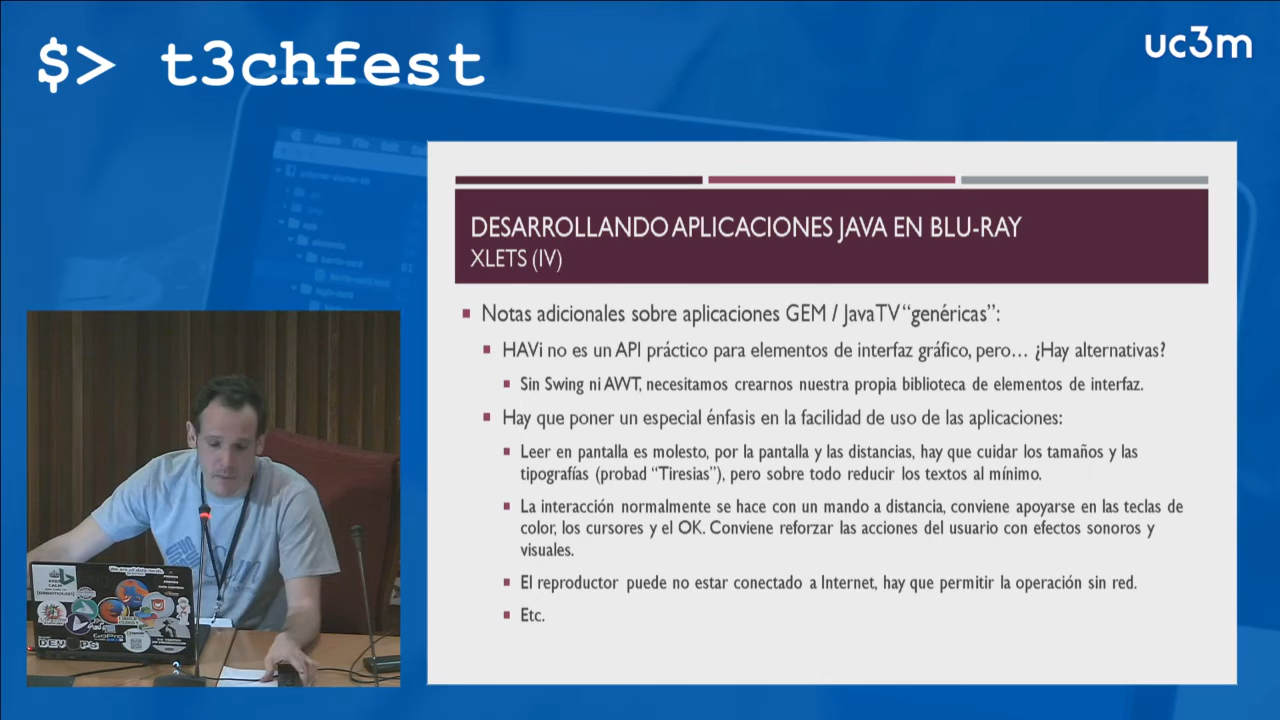 $> t3chfest
uc3m
DESARROLLANDO APLICACIONES JAVA EN BLU-RAY
XLETS (IV)
Notas adicionales sobre aplicaciones GEM / JavaTV “genéricas”:
HAVi no es un API práctico para elementos de interfaz gráfico, pero… ¿Hay alternativas?
Sin Swing ni AWT, necesitamos crearnos nuestra propia biblioteca de elementos de interfaz.
Hay que poner un especial énfasis en la facilidad de uso de las aplicaciones:
Leer en pantalla es molesto, por la pantalla y las distancias, hay que cuidar los tamaños y las
tipografías (probad “Tiresias”), pero sobre todo reducir los textos al mínimo.
La interacción normalmente se hace con un mando a distancia, conviene apoyarse en las teclas de
color, los cursores y el OK. Conviene reforzar las acciones del usuario con efectos sonoros y
visuales.
El reproductor puede no estar conectado a Internet, hay que permitir la operación sin red.
Etc.
KEEP
CALM
GoPro